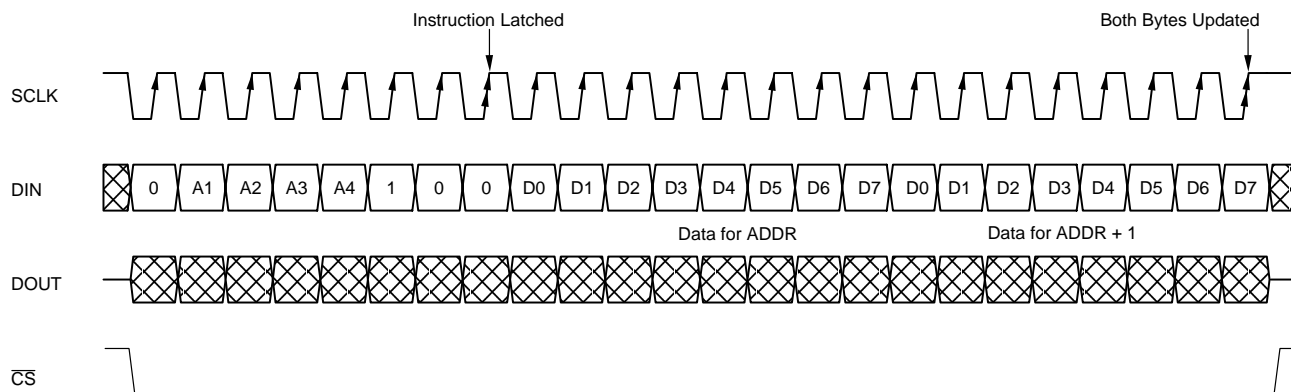 Instruction Latched Both Bytes Updated
SCLK
DIN 0 A1 A2 A3 A4 1 0 0 D0 D1 D2 D3 D4 D5 D6 D7 D0 D1 D2 D3 D4 D5 D6 D7
Data for ADDR Data for ADDR + 1
DOUT
C̅S̅